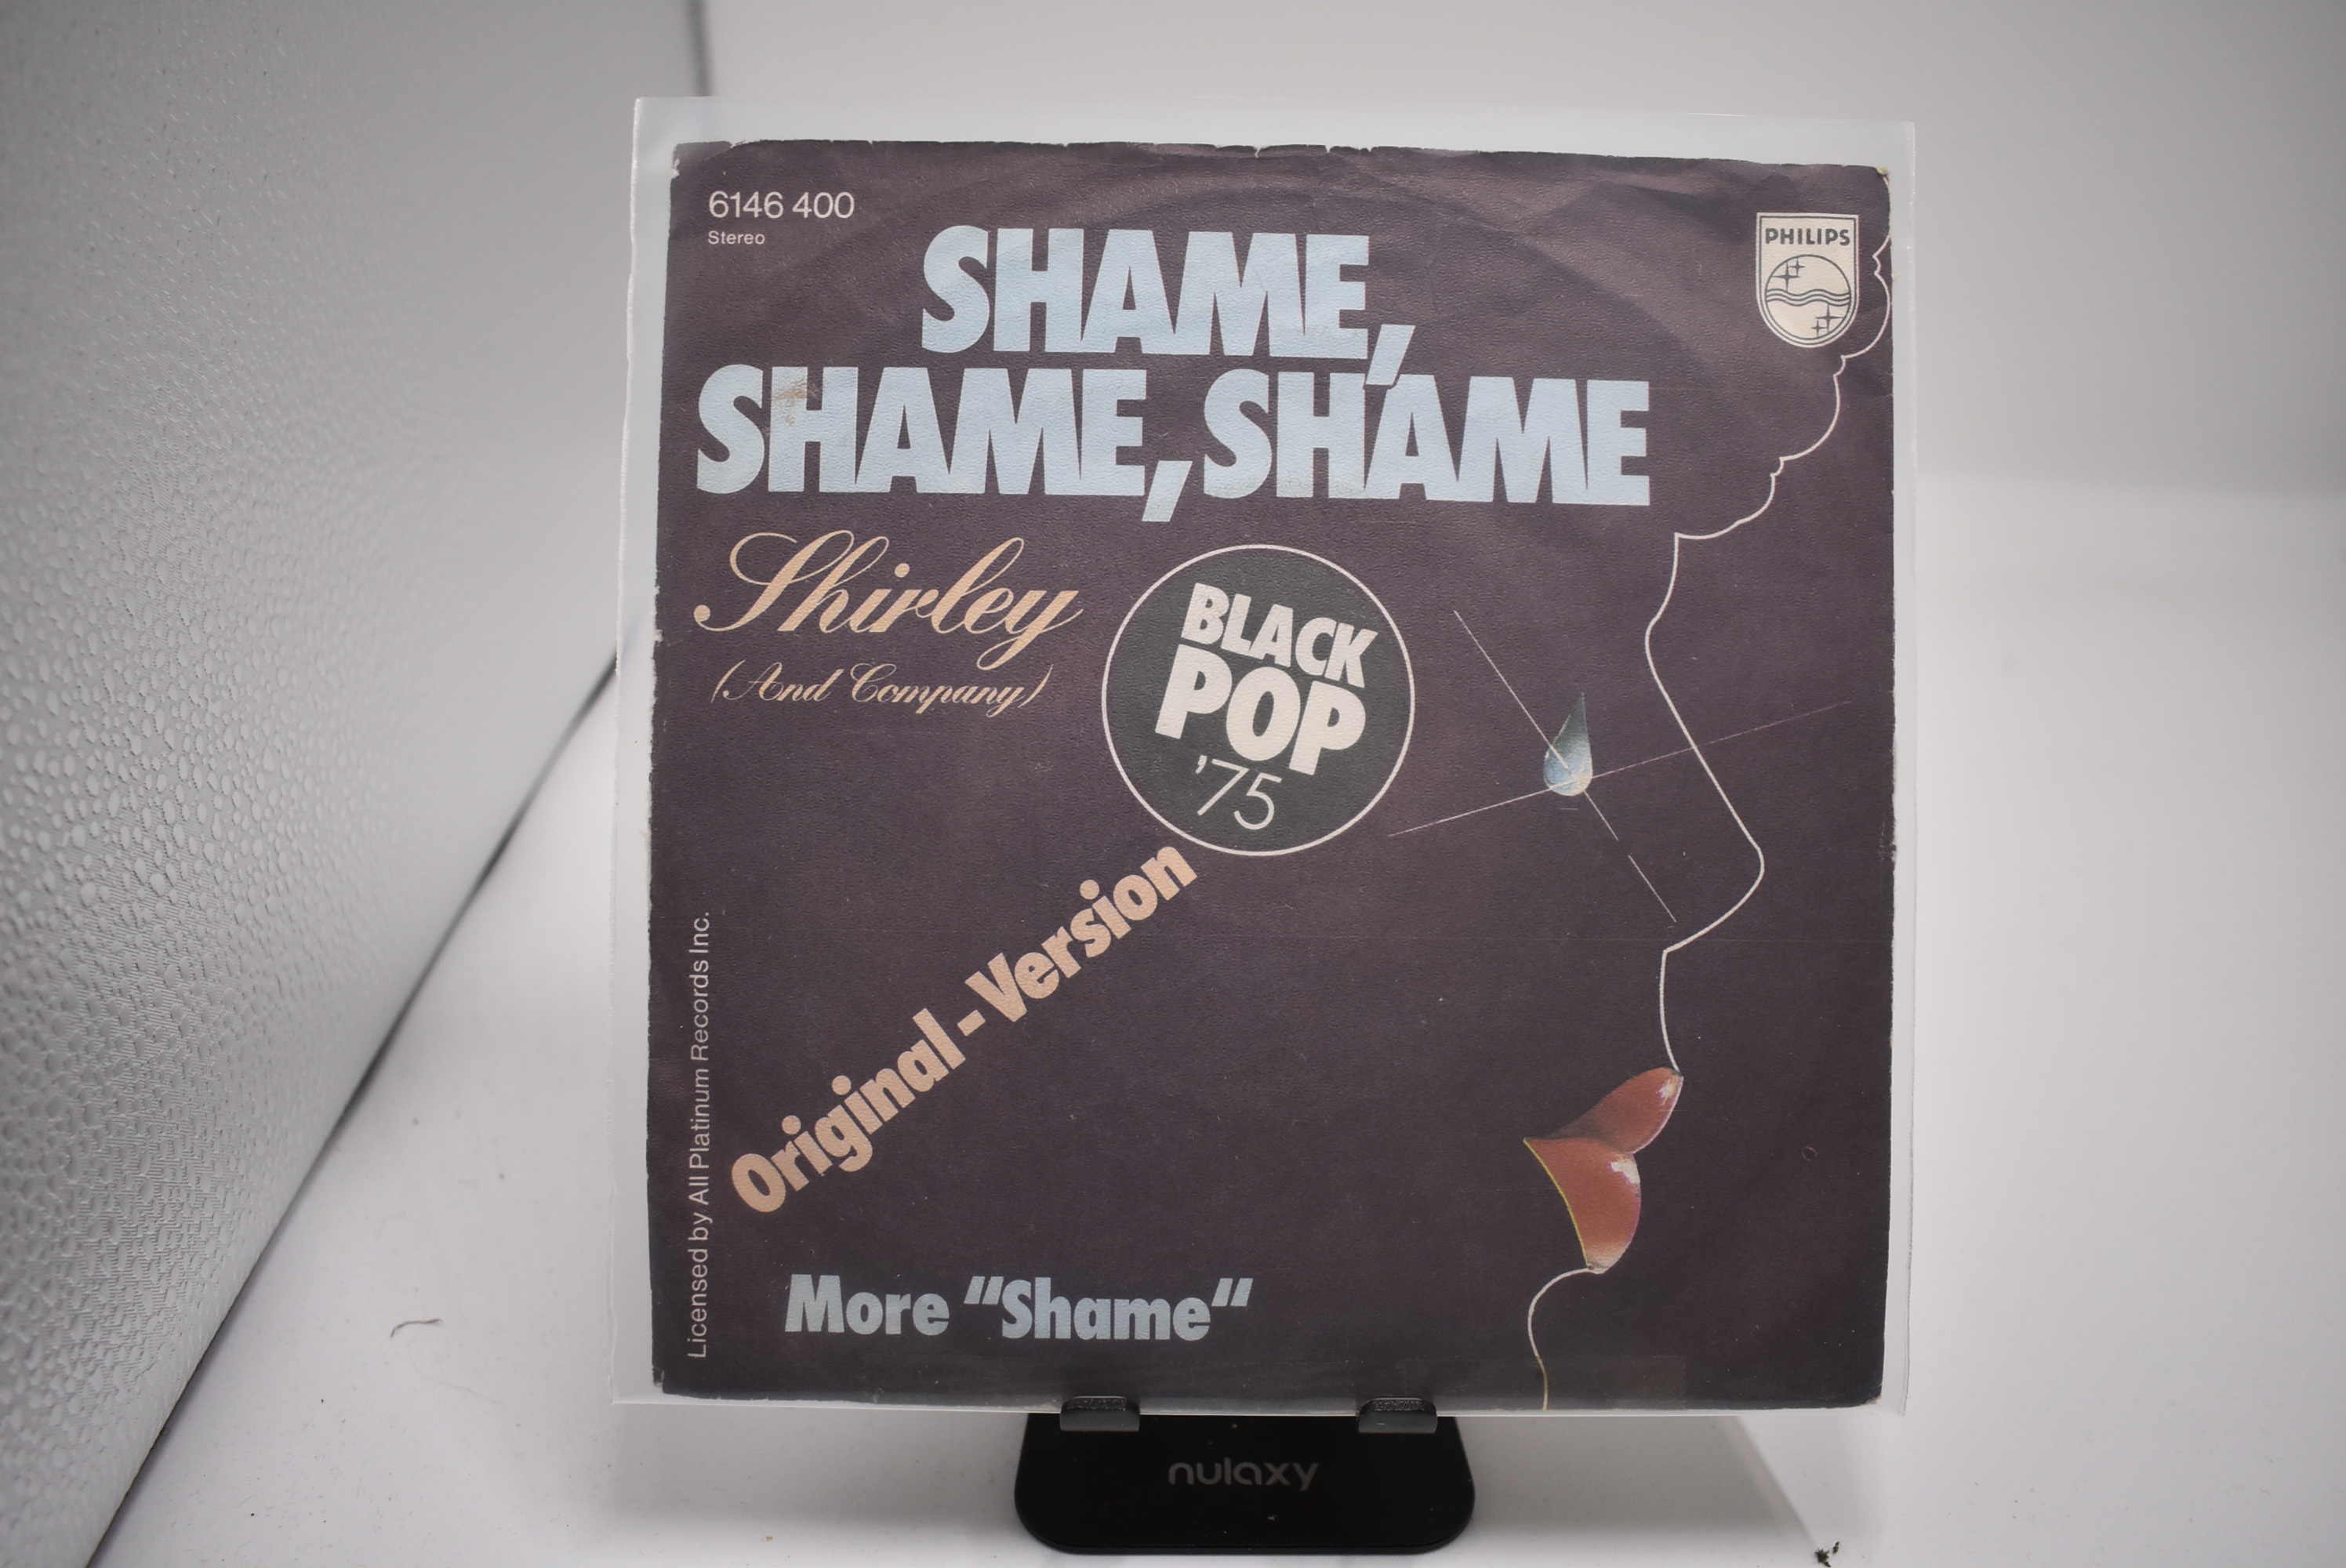 6146 400
Stereo
PHILIPS
SHAME,
SHAME, SHAME
Shirley
(And Company)
BLACK
POP
'75
Original-Version
Licensed by All Platinum Records Inc.
More "Shame"
nulaxy